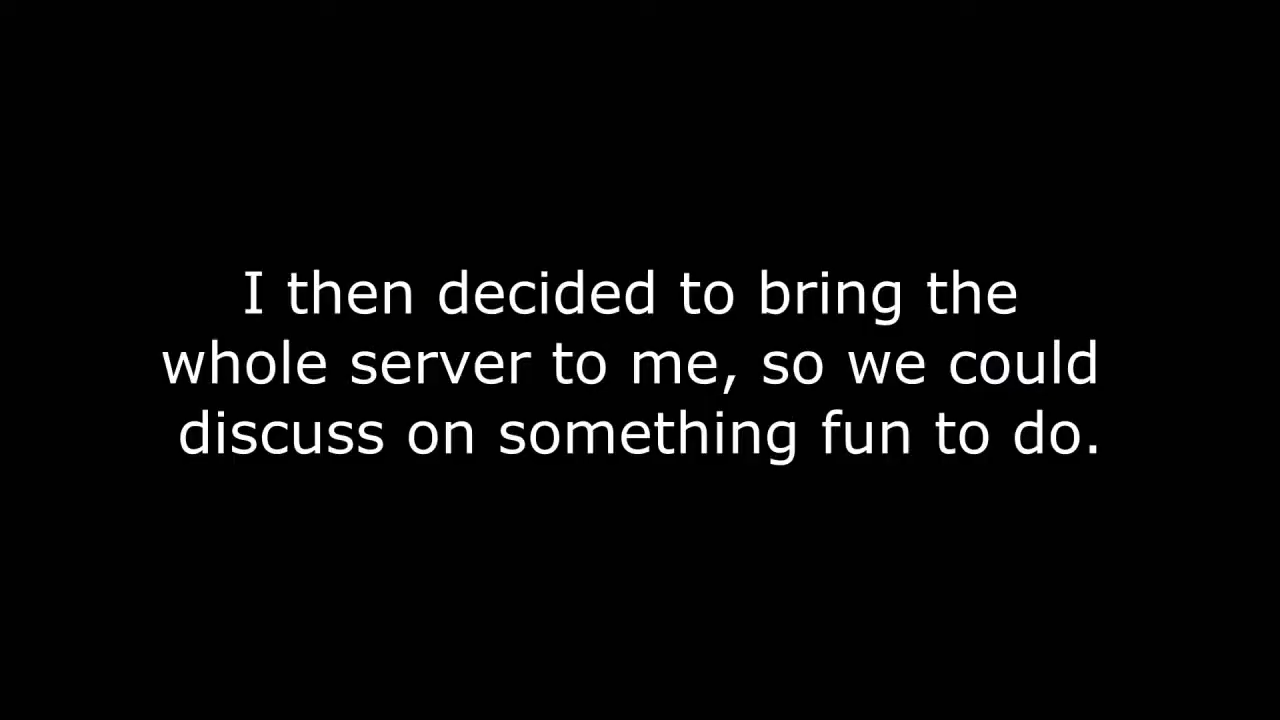 I then decided to bring the
whole server to me, so we could
discuss on something fun to do.